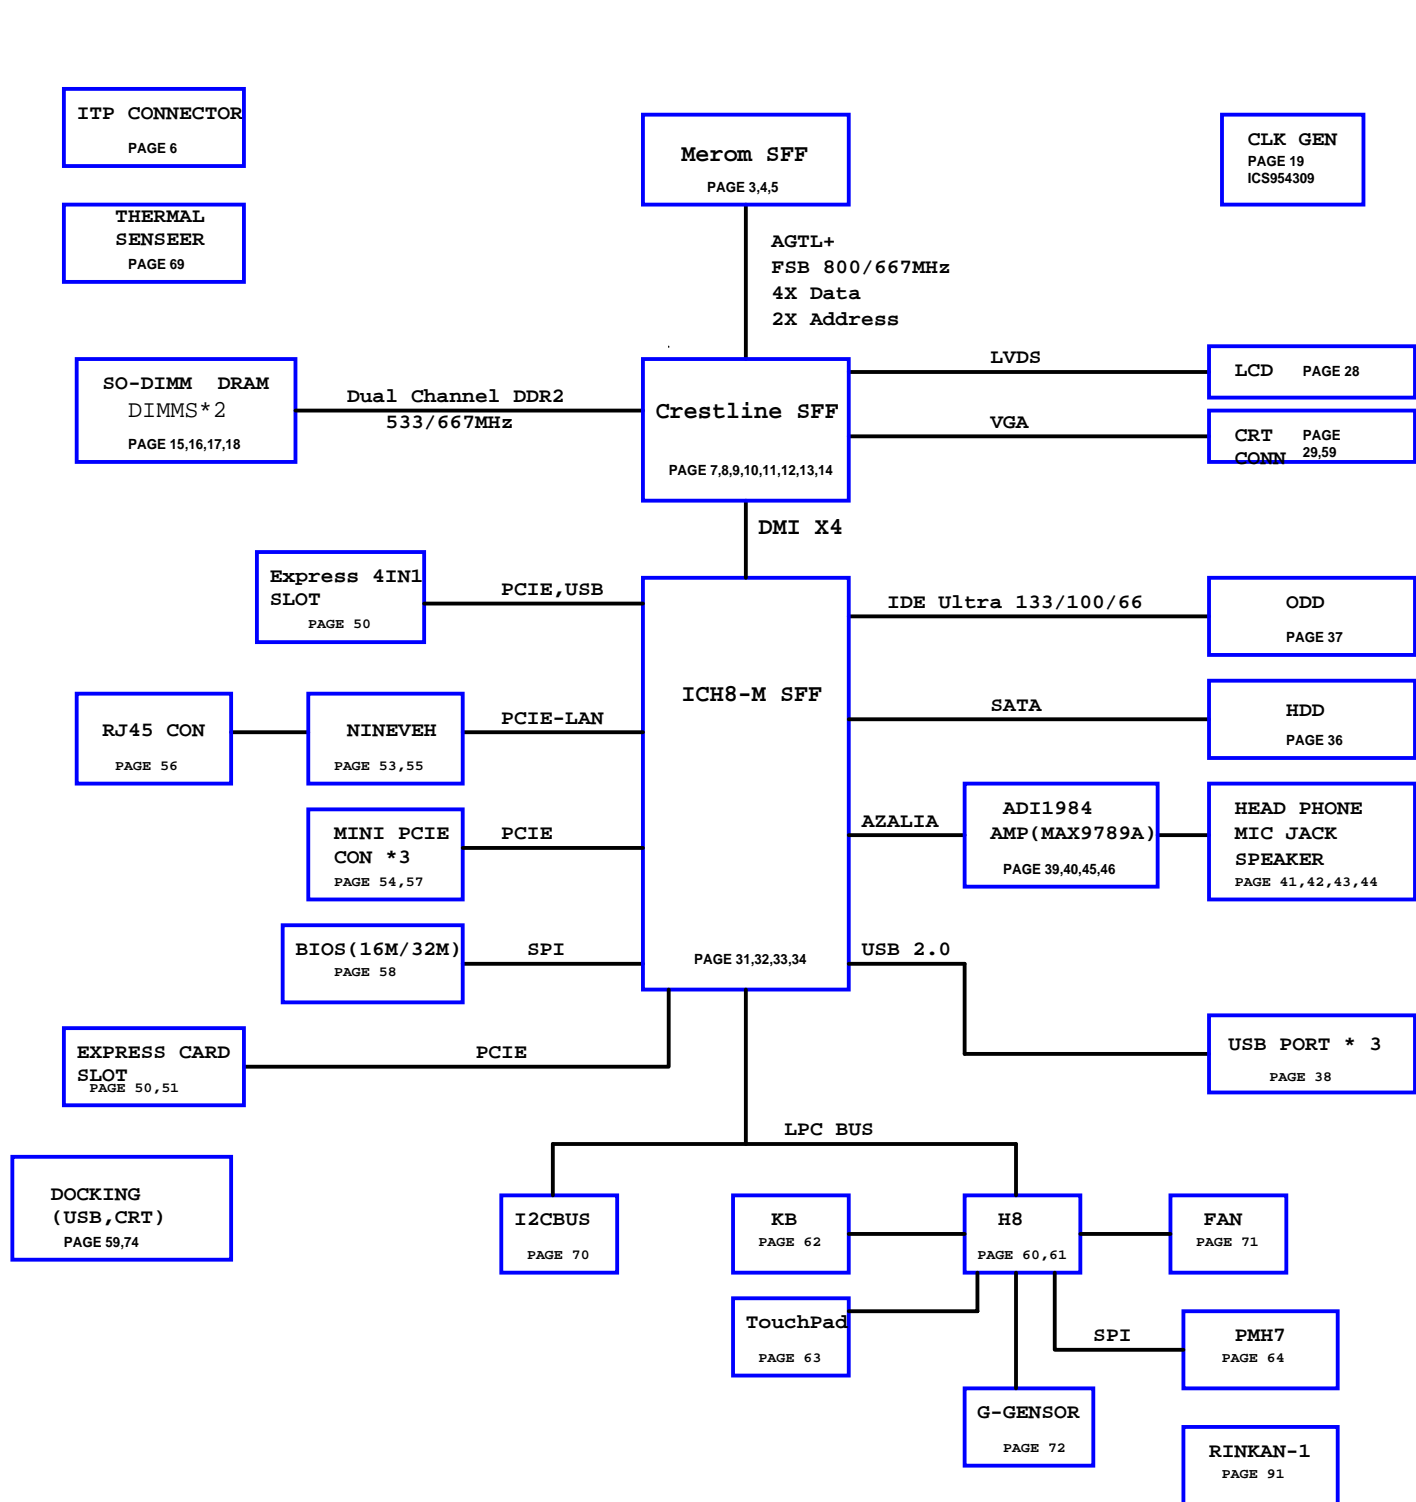 ITP CONNECTOR
PAGE 6
THERMAL
SENSEER
PAGE 69
Merom SFF
PAGE 3,4,5
CLK GEN
PAGE 19
ICS954309
AGTL+
FSB 800/667MHz
4X Data
2X Address
SO-DIMM DRAM
DIMMS*2
PAGE 15,16,17,18
Dual Channel DDR2
533/667MHz
Crestline SFF
PAGE 7,8,9,10,11,12,13,14
LVDS
LCD PAGE 28
VGA
CRT PAGE
CONN 29,59
DMI X4
Express 4IN1
SLOT
PAGE 50
PCIE,USB
ICH8-M SFF
PAGE 31,32,33,34
IDE Ultra 133/100/66
ODD
PAGE 37
RJ45 CON
PAGE 56
NINEVEH
PAGE 53,55
PCIE-LAN
SATA
HDD
PAGE 36
MINI PCIE
CON *3
PAGE 54,57
PCIE
AZALIA
ADI1984
AMP(MAX9789A)
PAGE 39,40,45,46
HEAD PHONE
MIC JACK
SPEAKER
PAGE 41,42,43,44
BIOS(16M/32M)
PAGE 58
SPI
USB 2.0
USB PORT * 3
PAGE 38
EXPRESS CARD
SLOT
PAGE 50,51
PCIE
LPC BUS
DOCKING
(USB,CRT)
PAGE 59,74
I2CBUS
PAGE 70
KB
PAGE 62
H8
PAGE 60,61
FAN
PAGE 71
TouchPad
PAGE 63
SPI
PMH7
PAGE 64
G-GENSOR
PAGE 72
RINKAN-1
PAGE 91